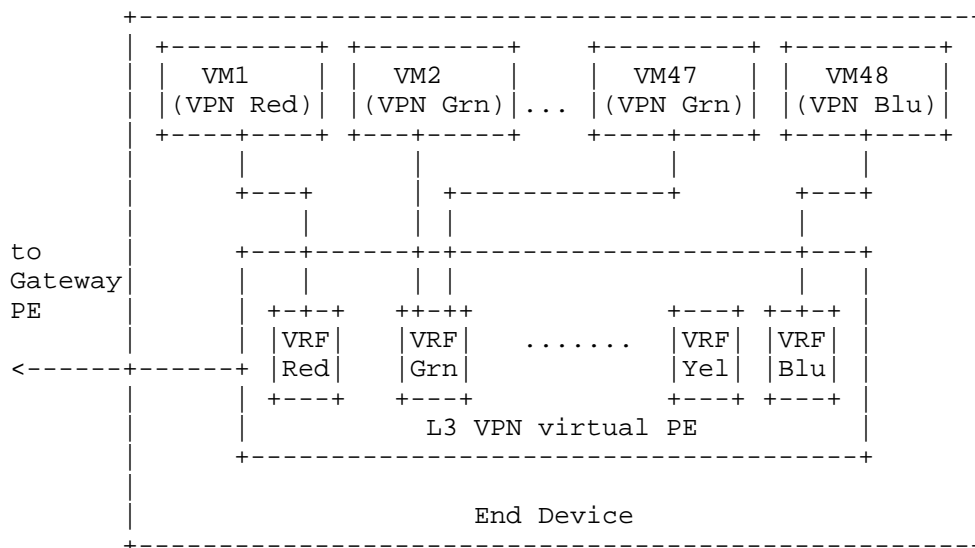 VM1 VM2 VM47 VM48
(VPN Red) (VPN Grn) ... (VPN Grn) (VPN Blu)
to
Gateway
PE
VRF VRF ....... VRF VRF
<------ Red Grn Yel Blu
L3 VPN virtual PE
End Device